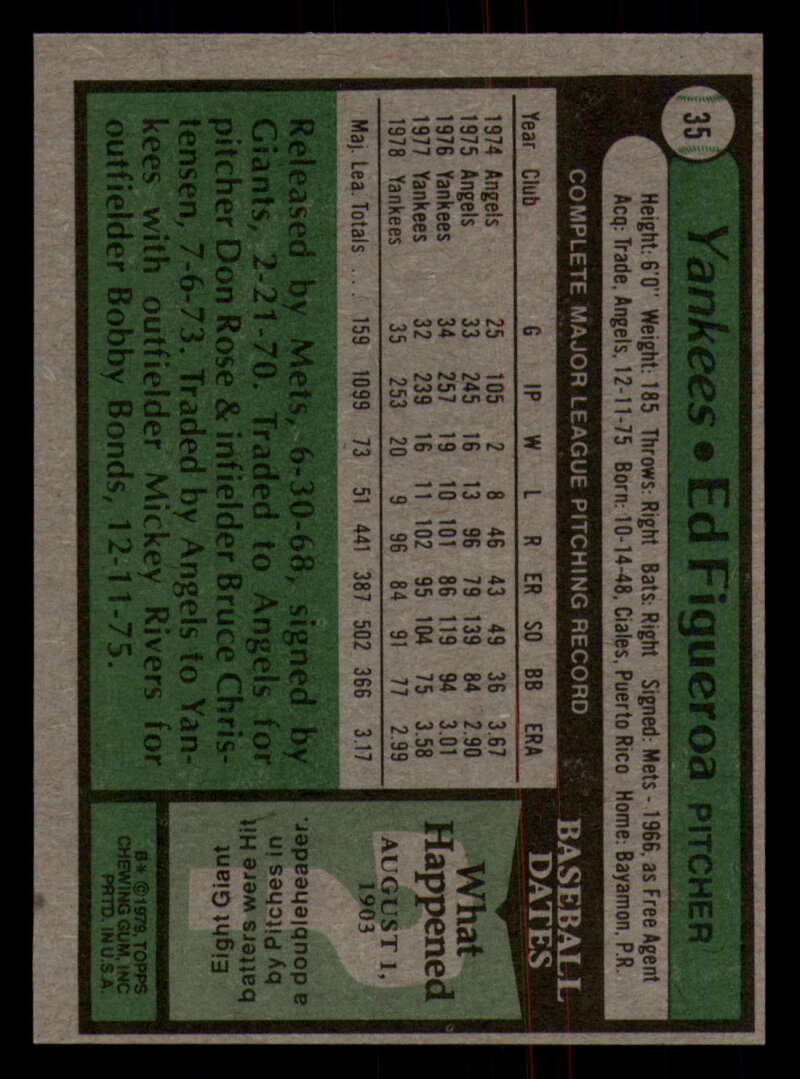 35
Yankees • Ed Figueroa PITCHER
Height: 6'0" Weight: 185 Throws: Right Bats: Right Signed: Mets - 1966, as Free Agent
Acq: Trade, Angels, 12-11-75 Born: 10-14-48, Ciales, Puerto Rico Home: Bayamon, P.R.
COMPLETE MAJOR LEAGUE PITCHING RECORD
Year Club G IP W L R ER SO BB ERA
1974 Angels 25 105 2 8 46 43 49 36 3.67
1975 Angels 33 245 16 13 96 79 139 84 2.90
1976 Yankees 34 257 19 10 101 86 119 94 3.01
1977 Yankees 32 239 16 11 102 95 104 75 3.58
1978 Yankees 35 253 20 9 96 84 91 77 2.99
Maj. Lea. Totals . . . 159 1099 73 51 441 387 502 366 3.17
Released by Mets, 6-30-68, signed by
Giants, 2-21-70. Traded to Angels for
pitcher Don Rose & infielder Bruce Chris-
tensen, 7-6-73. Traded by Angels to Yan-
kees with outfielder Mickey Rivers for
outfielder Bobby Bonds, 12-11-75.
BASEBALL
DATES
What
Happened
AUGUST 1,
1903
?
Eight Giant
batters were Hit
by Pitches in
a doubleheader.
B* © 1979, TOPPS
CHEWING GUM, INC
PRTD. IN U.S.A.